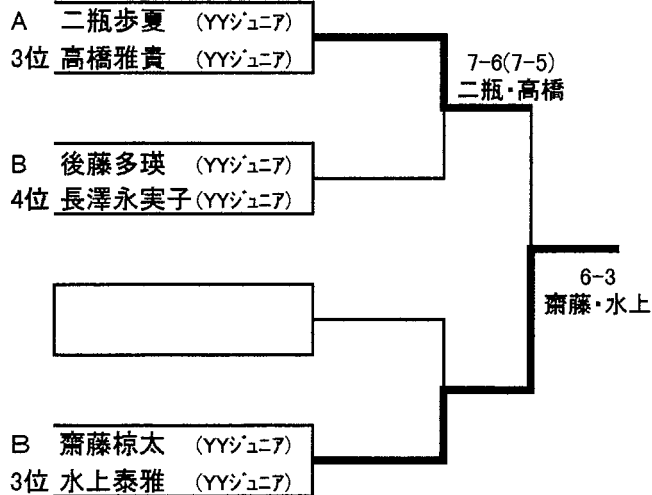 A 二瓶歩夏 (YYジュニア)
3位 高橋雅貴 (YYジュニア)
7-6(7-5)
二瓶・高橋
B 後藤多瑛 (YYジュニア)
4位 長澤永実子 (YYジュニア)
6-3
齋藤・水上
B 齋藤椋太 (YYジュニア)
3位 水上泰雅 (YYジュニア)